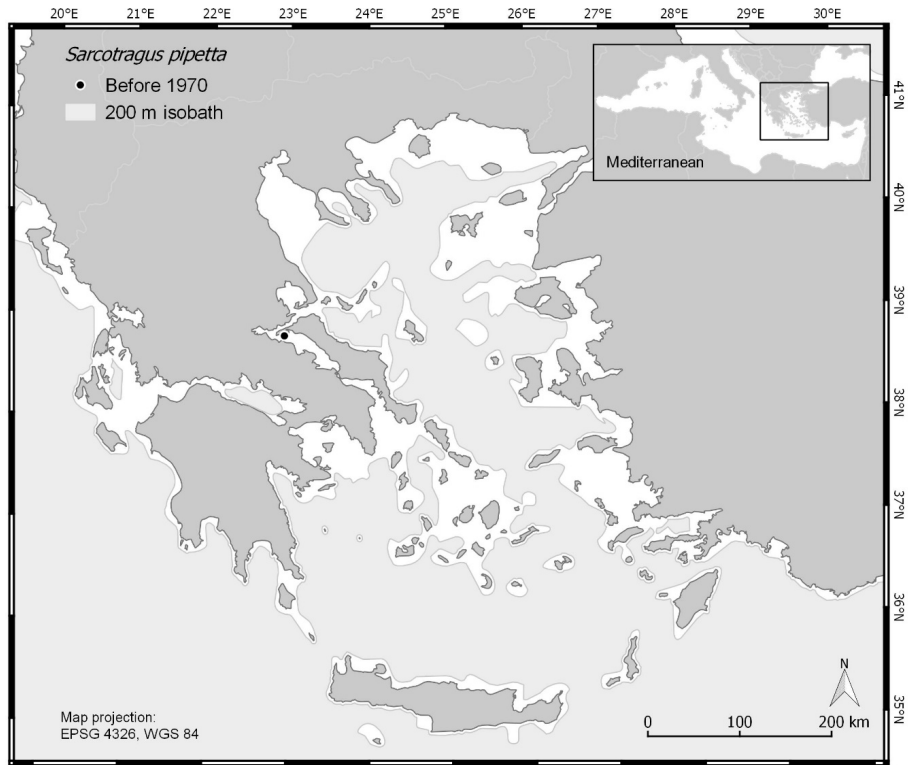 20°E 21°E 22°E 23°E 24°E 25°E 26°E 27°E 28°E 29°E 30°E
Sarcotragus pipetta
Before 1970
200 m isobath
Mediterranean
41°N
40°N
39°N
38°N
37°N
36°N
35°N
N
0 100 200 km
Map projection:
EPSG 4326, WGS 84